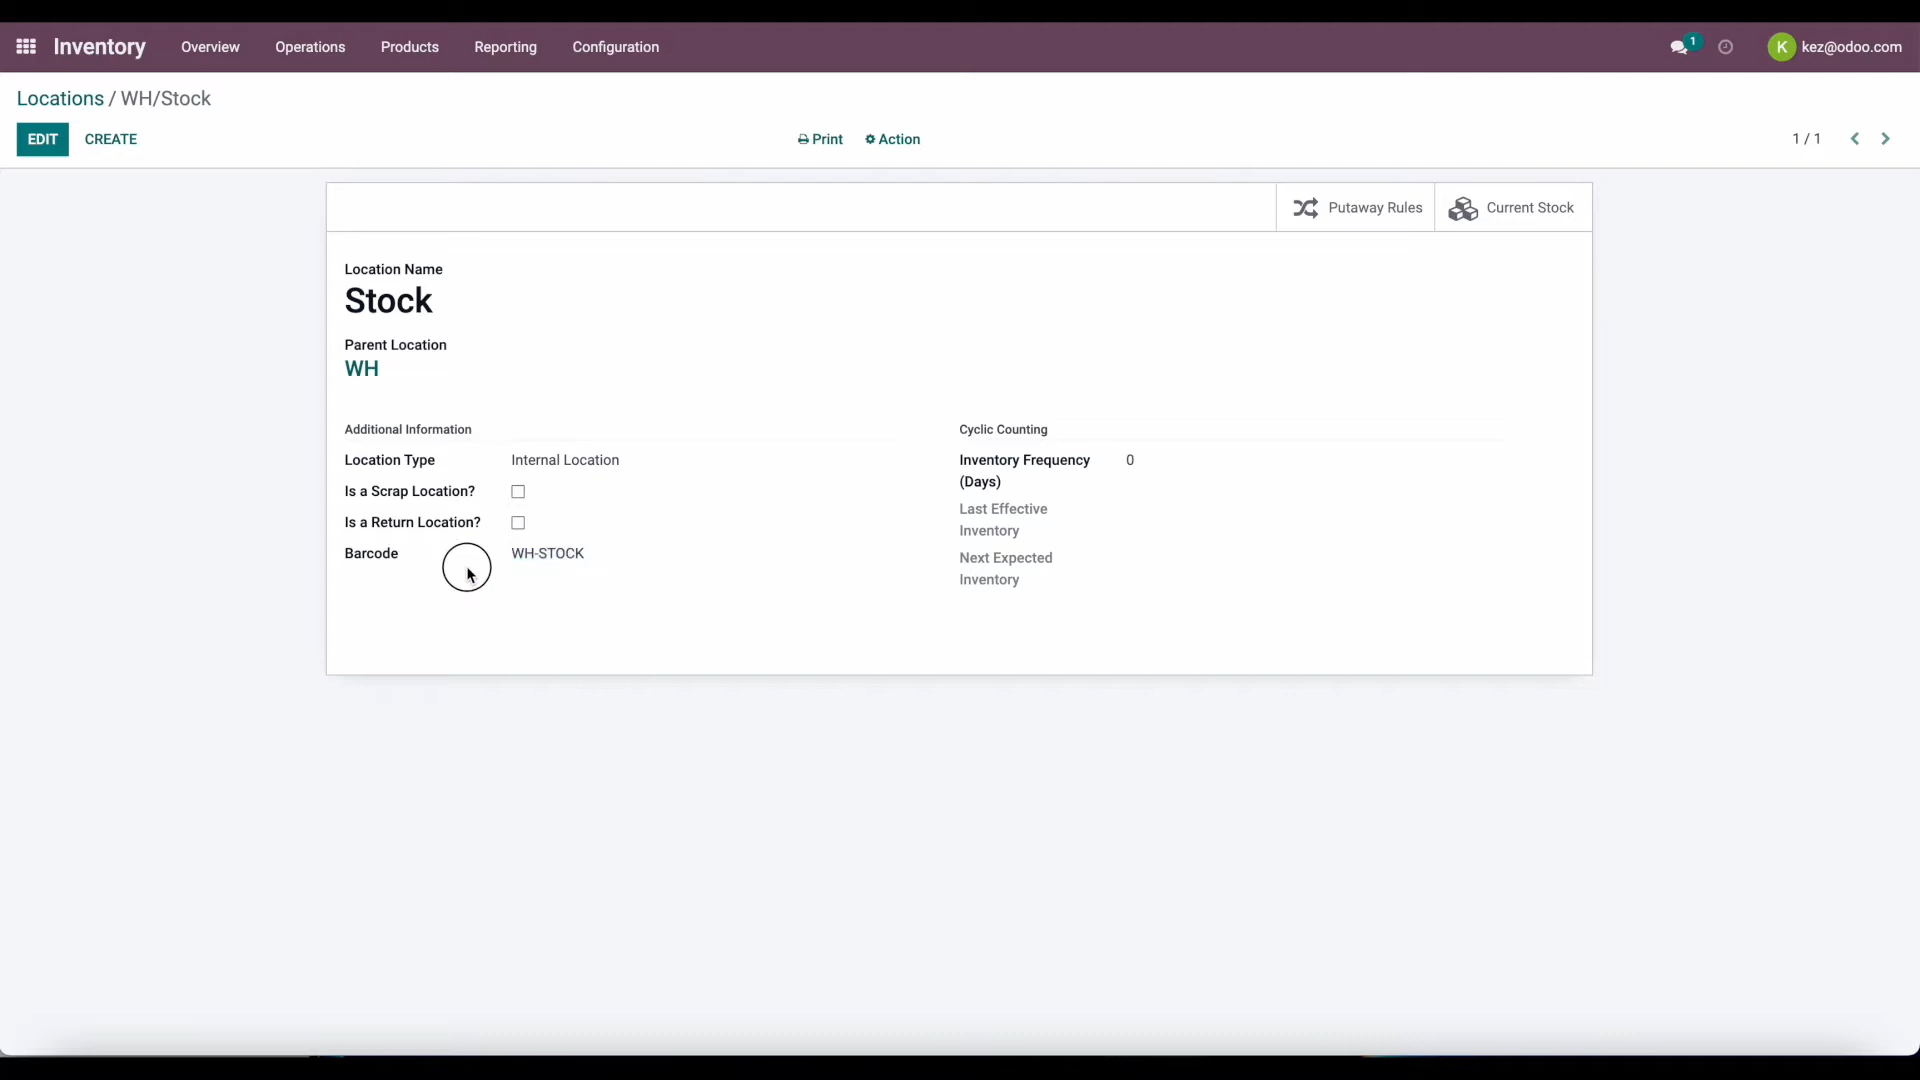 Inventory Overview Operations Products Reporting Configuration 1 K kez@odoo.com
Locations / WH/Stock
EDIT CREATE Print Action 1 / 1
Putaway Rules Current Stock
Location Name
Stock
Parent Location
WH
Additional Information
Location Type Internal Location
Is a Scrap Location?
Is a Return Location?
Barcode WH-STOCK
Cyclic Counting
Inventory Frequency 0
(Days)
Last Effective
Inventory
Next Expected
Inventory